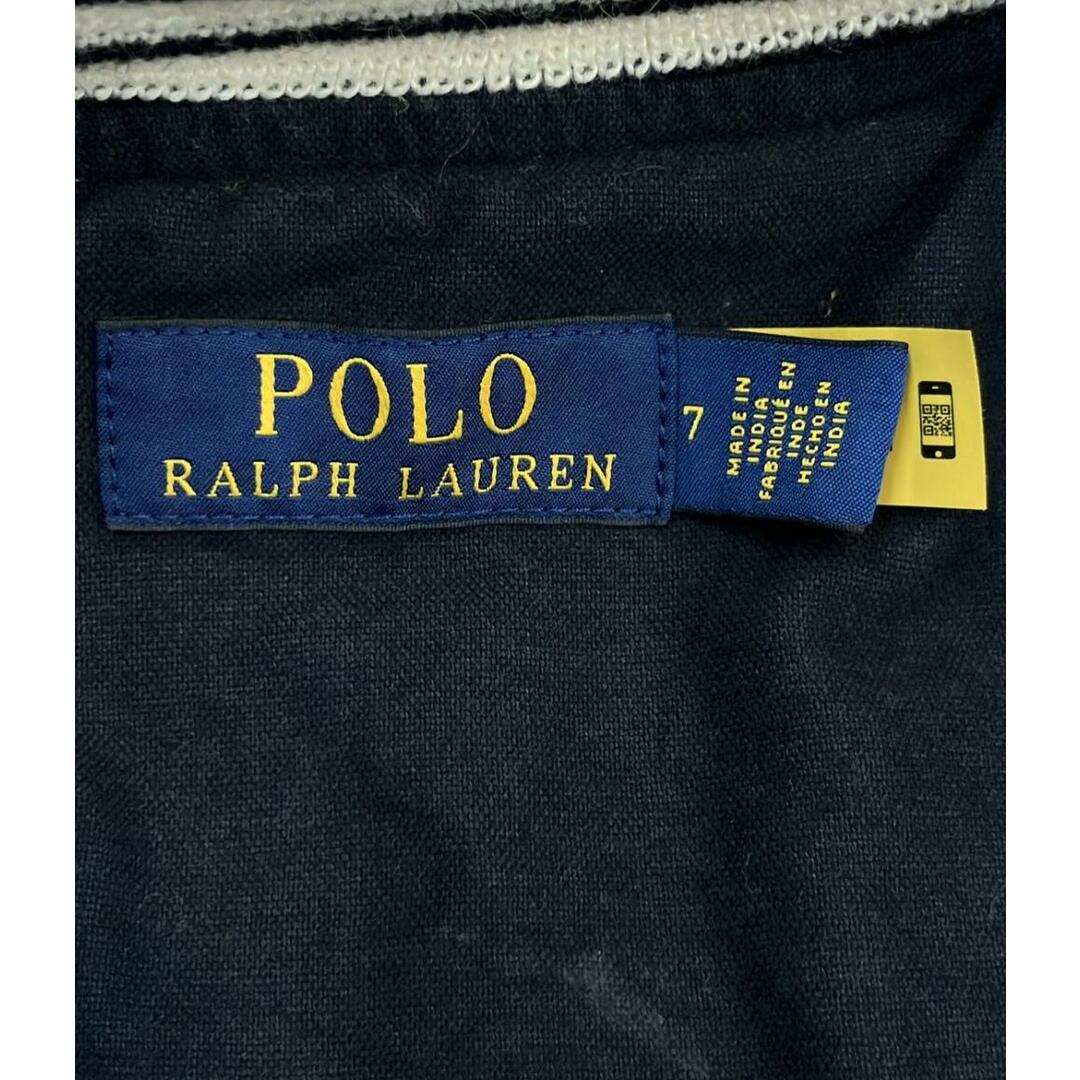 POLO
RALPH LAUREN
7
MADE IN
INDIA
FABRIQUÉ EN
INDE
HECHO EN
INDIA